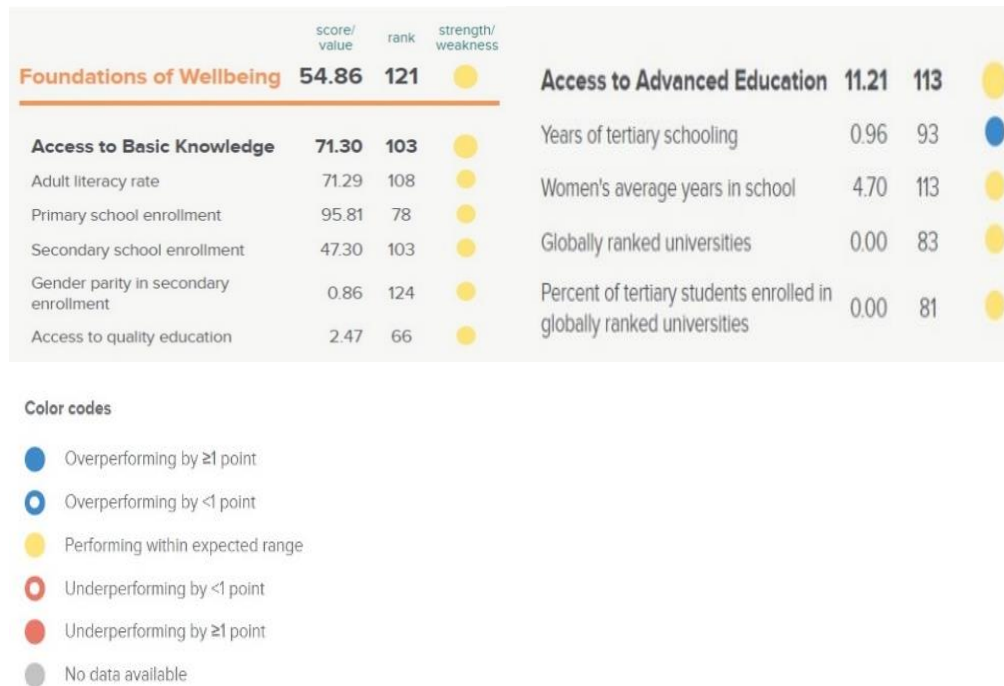 score/ value rank strength/ weakness
Foundations of Wellbeing 54.86 121
Access to Basic Knowledge 71.30 103
Adult literacy rate 71.29 108
Primary school enrollment 95.81 78
Secondary school enrollment 47.30 103
Gender parity in secondary
enrollment 0.86 124
Access to quality education 2.47 66
Access to Advanced Education 11.21 113
Years of tertiary schooling 0.96 93
Women's average years in school 4.70 113
Globally ranked universities 0.00 83
Percent of tertiary students enrolled in
globally ranked universities 0.00 81
Color codes
Overperforming by ≥1 point
Overperforming by <1 point
Performing within expected range
Underperforming by <1 point
Underperforming by ≥1 point
No data available